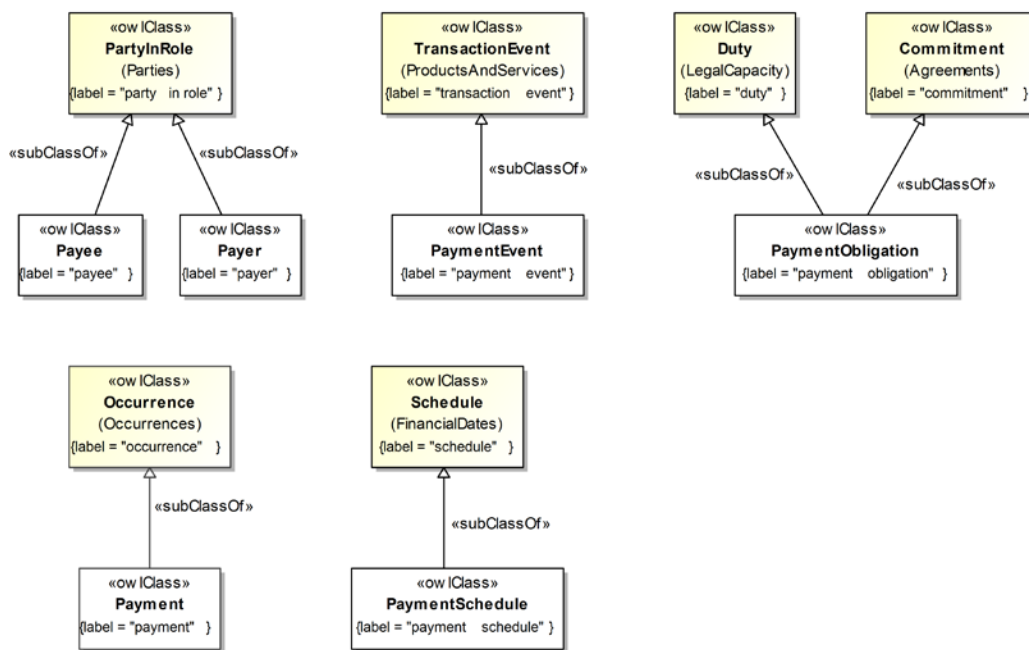 «owlClass»
PartyInRole
(Parties)
{label = "party in role" }
«owlClass»
TransactionEvent
(ProductsAndServices)
{label = "transaction event"}
«owlClass»
Duty
(LegalCapacity)
{label = "duty" }
«owlClass»
Commitment
(Agreements)
{label = "commitment" }
«subClassOf»
«subClassOf»
«subClassOf»
«subClassOf»
«subClassOf»
«owlClass»
Payee
{label = "payee" }
«owlClass»
Payer
{label = "payer" }
«owlClass»
PaymentEvent
{label = "payment event"}
«owlClass»
PaymentObligation
{label = "payment obligation" }
«owlClass»
Occurrence
(Occurrences)
{label = "occurrence" }
«owlClass»
Schedule
(FinancialDates)
{label = "schedule" }
«subClassOf»
«subClassOf»
«owlClass»
Payment
{label = "payment" }
«owlClass»
PaymentSchedule
{label = "payment schedule" }